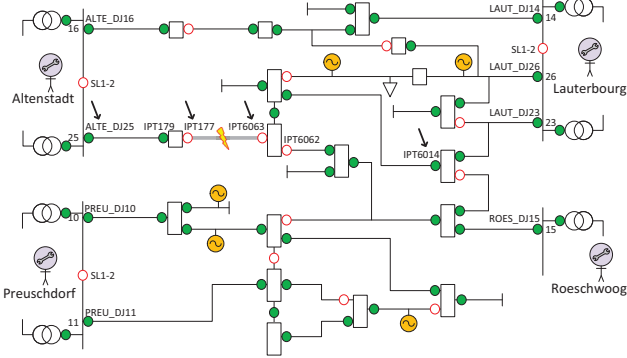 ALTE_DJ16
LAUT_DJ14
16
14
SL1-2
SL1-2
LAUT_DJ26
26
Altenstadt
Lauterbourg
ALTE_DJ25
IPT179
IPT177
IPT6063
LAUT_DJ23
23
25
IPT6062
IPT6014
PREU_DJ10
10
ROES_DJ15
15
SL1-2
Preuschdorf
Roeschwoog
PREU_DJ11
11